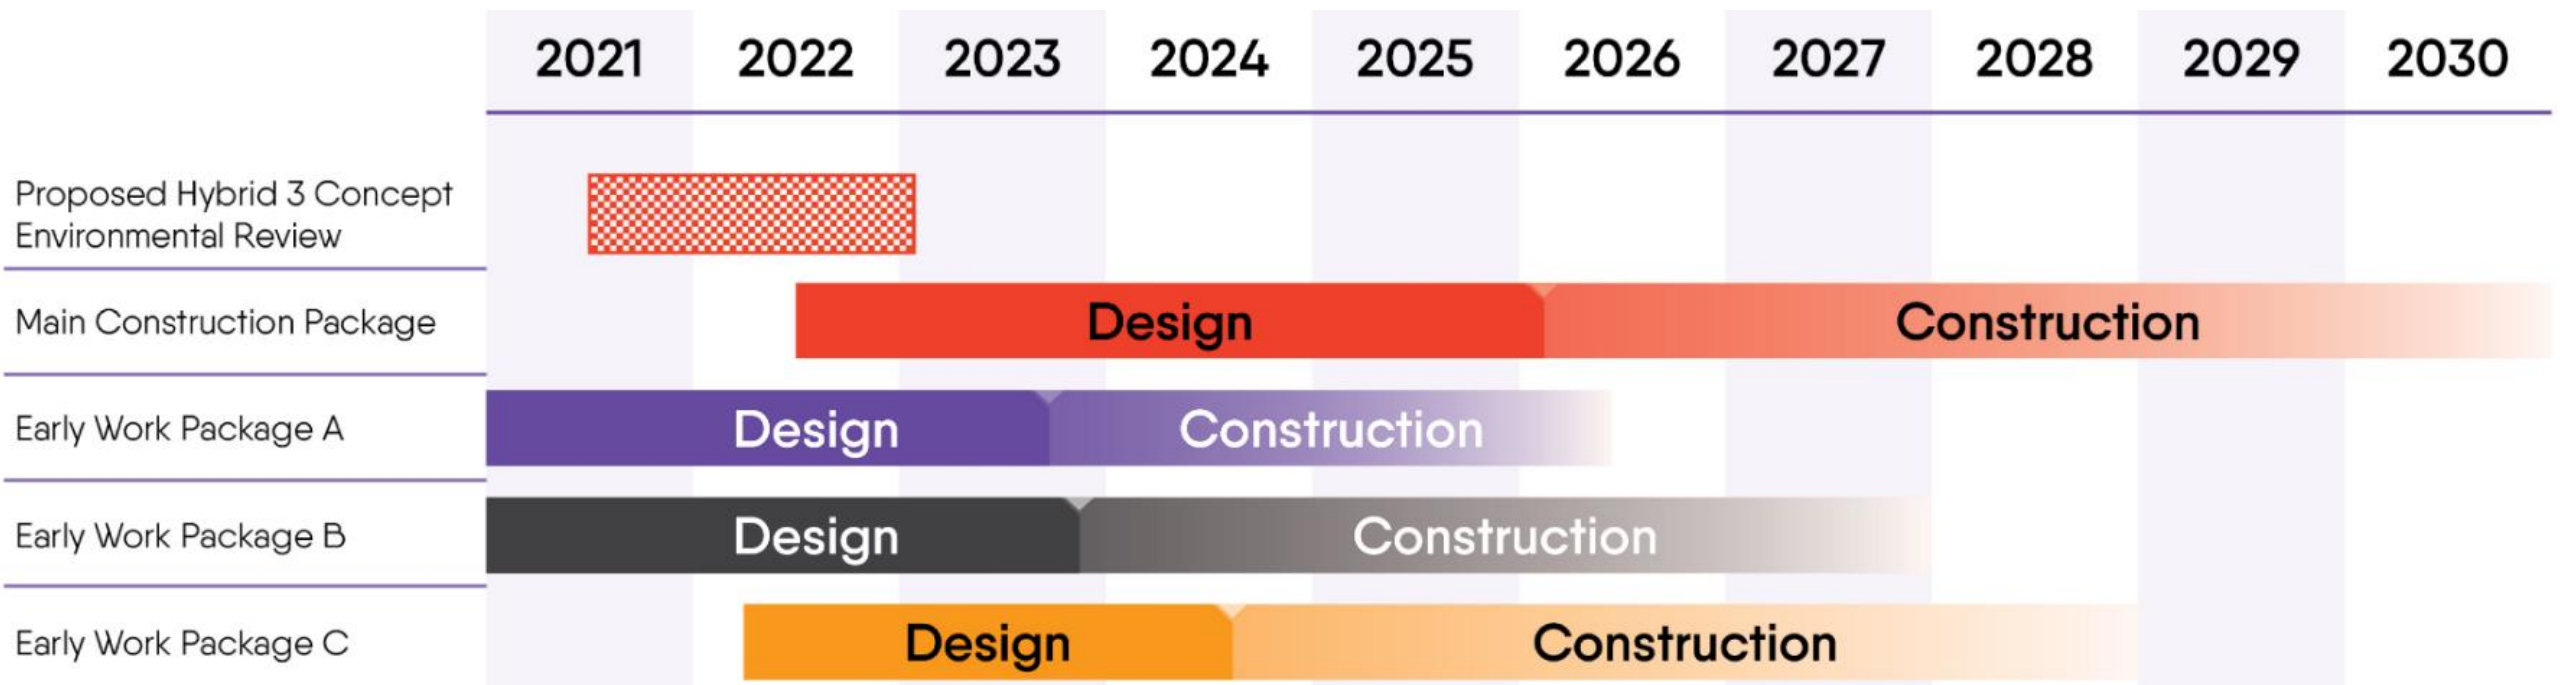 2021 2022 2023 2024 2025 2026 2027 2028 2029 2030
Proposed Hybrid 3 Concept
Environmental Review
Main Construction Package Design Construction
Early Work Package A Design Construction
Early Work Package B Design Construction
Early Work Package C Design Construction